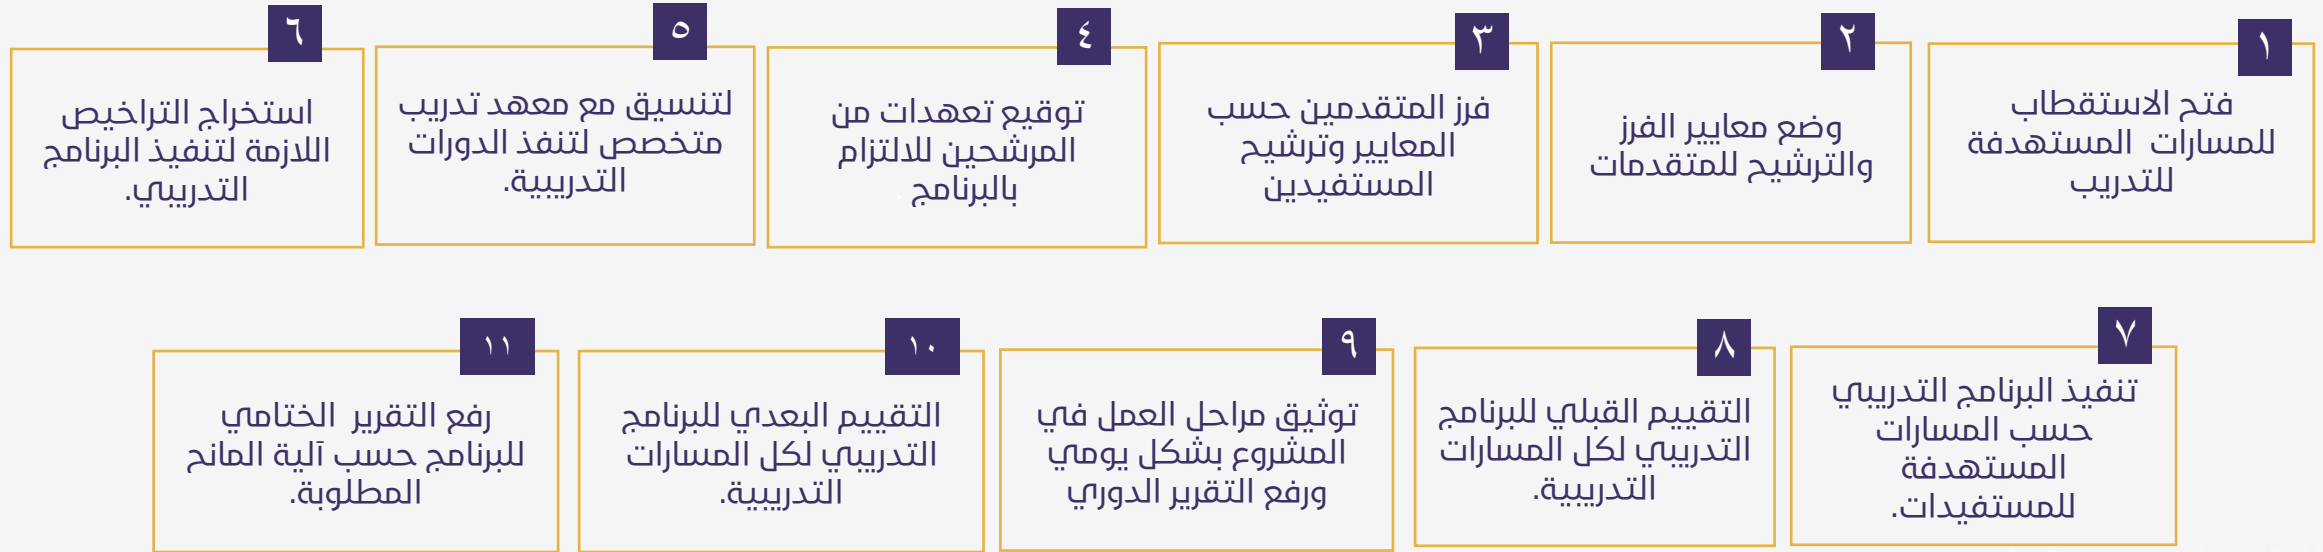 ١
فتح الاستقطاب
للمسارات المستهدفة
للتدريب
٢
وضع معايير الفرز
والترشيح للمتقدمات
٣
فرز المتقدمين حسب
المعايير وترشيح
المستفيدين
٤
توقيع تعهدات من
المرشحين للالتزام
بالبرنامج
٥
لتنسيق مع معهد تدريب
متخصص لتنفذ الدورات
التدريبية.
٦
استخراج التراخيص
اللازمة لتنفيذ البرنامج
التدريبي.
٧
تنفيذ البرنامج التدريبي
حسب المسارات
المستهدفة
للمستفيدات.
٨
التقييم القبلي للبرنامج
التدريبي لكل المسارات
التدريبية.
٩
توثيق مراحل العمل في
المشروع بشكل يومي
ورفع التقرير الدوري
١٠
التقييم البعدي للبرنامج
التدريبي لكل المسارات
التدريبية.
١١
رفع التقرير الختامي
للبرنامج حسب آلية المانح
المطلوبة.